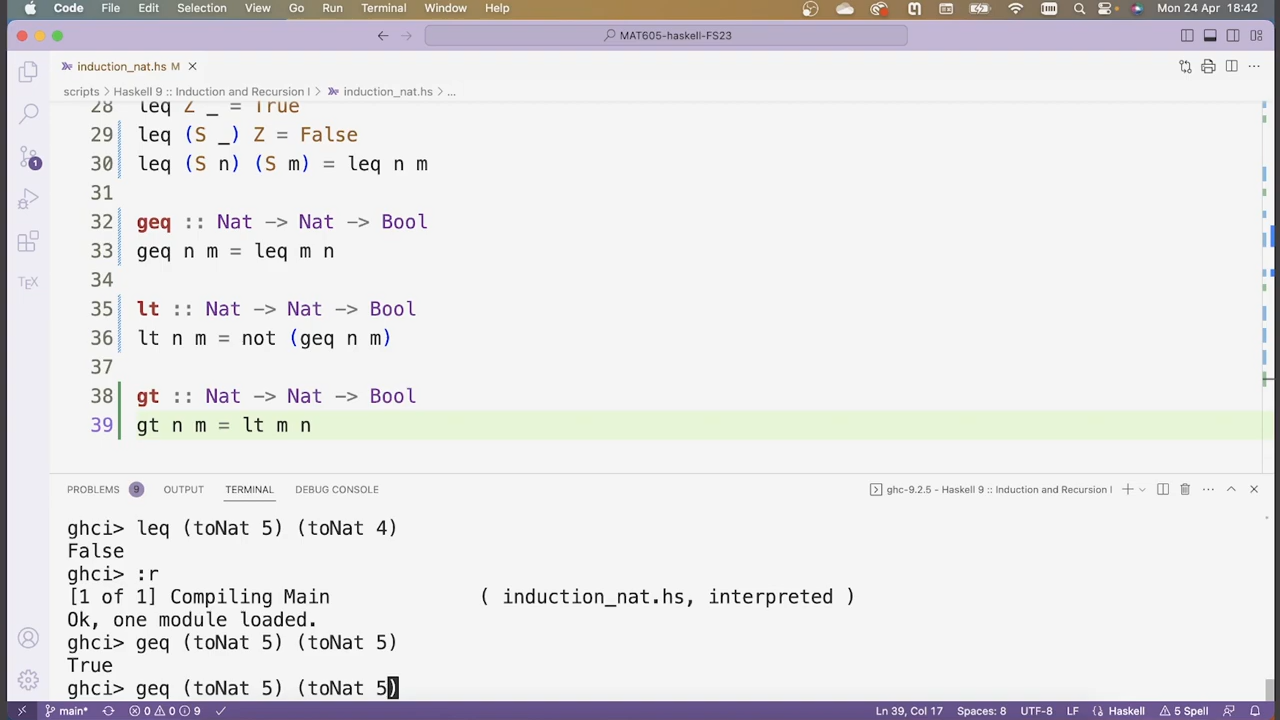 Code File Edit Selection View Go Run Terminal Window Help Mon 24 Apr 18:42
MAT605-haskell-FS23
induction_nat.hs M
scripts > Haskell 9 :: Induction and Recursion I > induction_nat.hs > ...
28 leq Z _ = True
29 leq (S _) Z = False
30 leq (S n) (S m) = leq n m
31
32 geq :: Nat -> Nat -> Bool
33 geq n m = leq m n
34
35 lt :: Nat -> Nat -> Bool
36 lt n m = not (geq n m)
37
38 gt :: Nat -> Nat -> Bool
39 gt n m = lt m n
PROBLEMS 9 OUTPUT TERMINAL DEBUG CONSOLE ghc-9.2.5 - Haskell 9 :: Induction and Recursion I
ghci> leq (toNat 5) (toNat 4)
False
ghci> :r
[1 of 1] Compiling Main ( induction_nat.hs, interpreted )
Ok, one module loaded.
ghci> geq (toNat 5) (toNat 5)
True
ghci> geq (toNat 5) (toNat 5)
TEX
1
main* 0 0 9 Ln 39, Col 17 Spaces: 8 UTF-8 LF Haskell 5 Spell